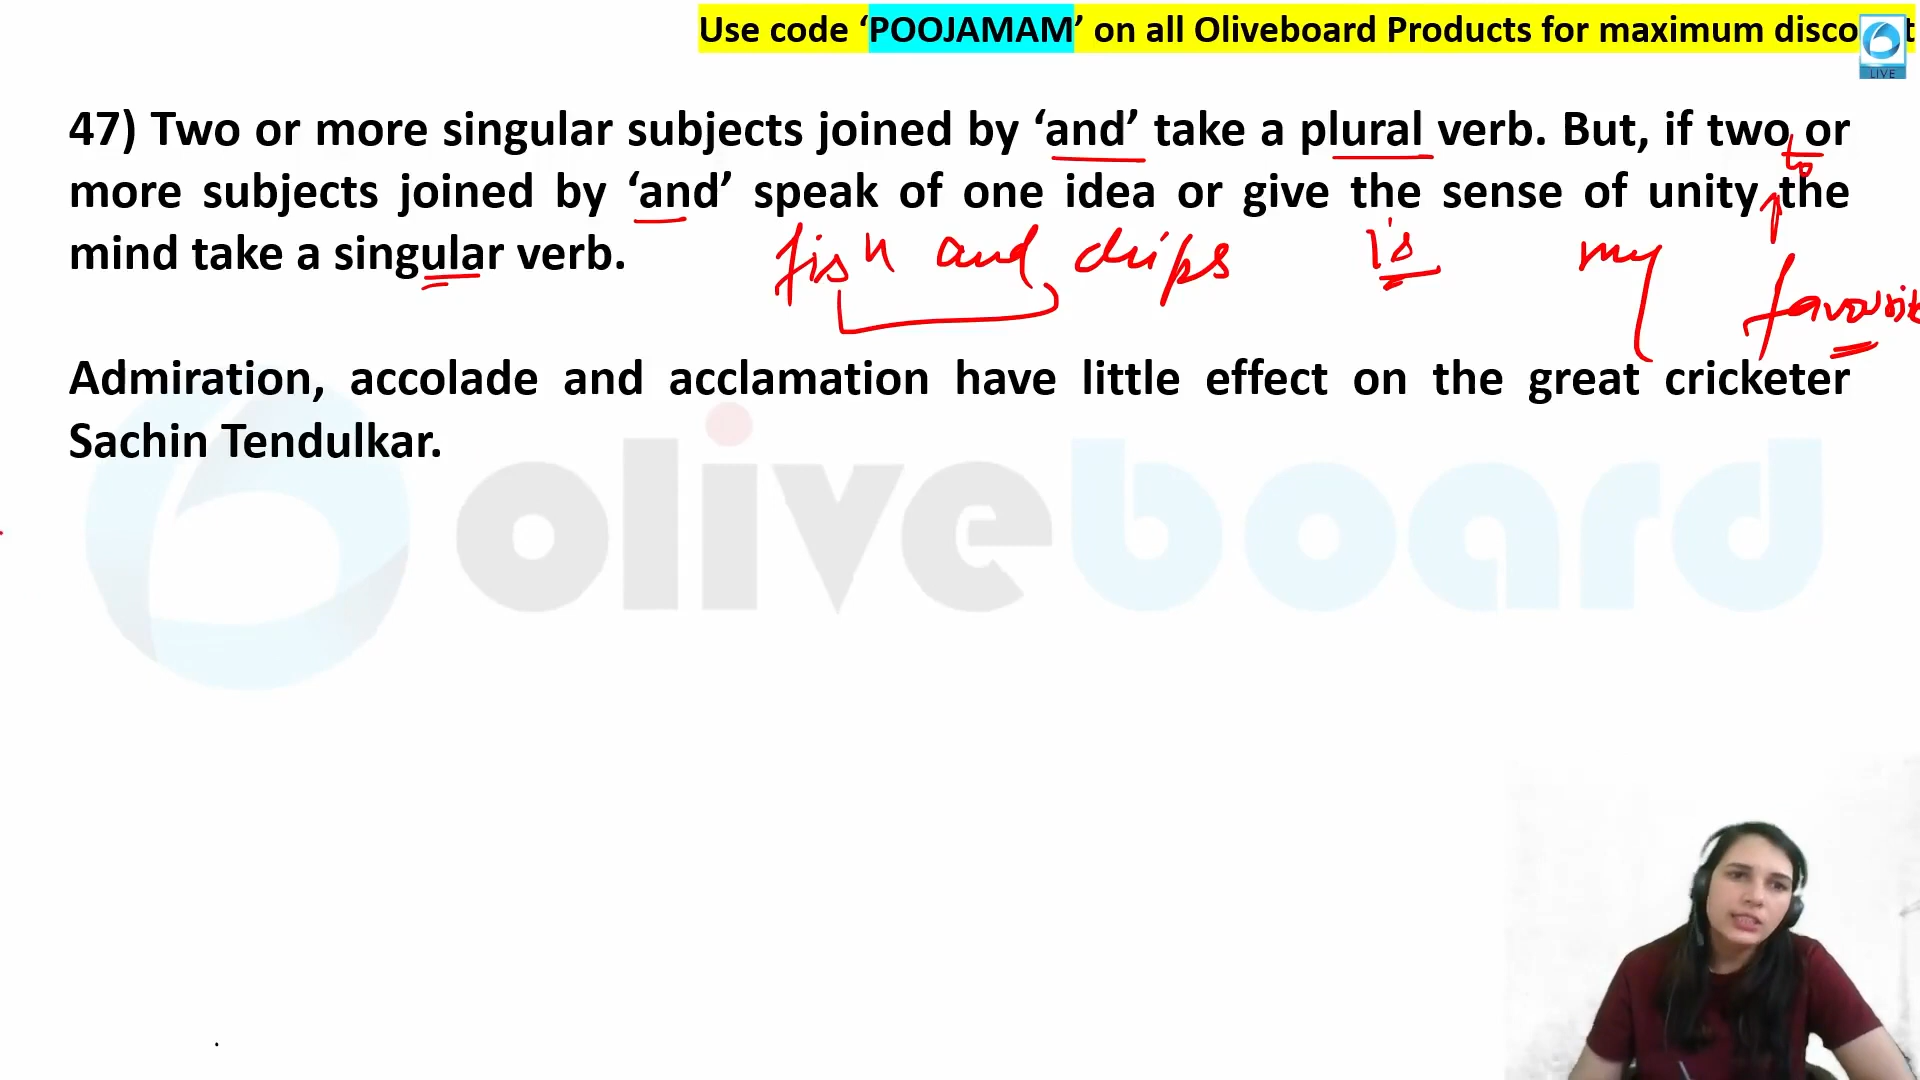 Use code ‘POOJAMAM’ on all Oliveboard Products for maximum disco t
LIVE
47) Two or more singular subjects joined by ‘and’ take a plural verb. But, if two or
to
more subjects joined by ‘and’ speak of one idea or give the sense of unity the
mind take a singular verb.
fish and chips is my
favourite
Admiration, accolade and acclamation have little effect on the great cricketer
Sachin Tendulkar.
oliveboard